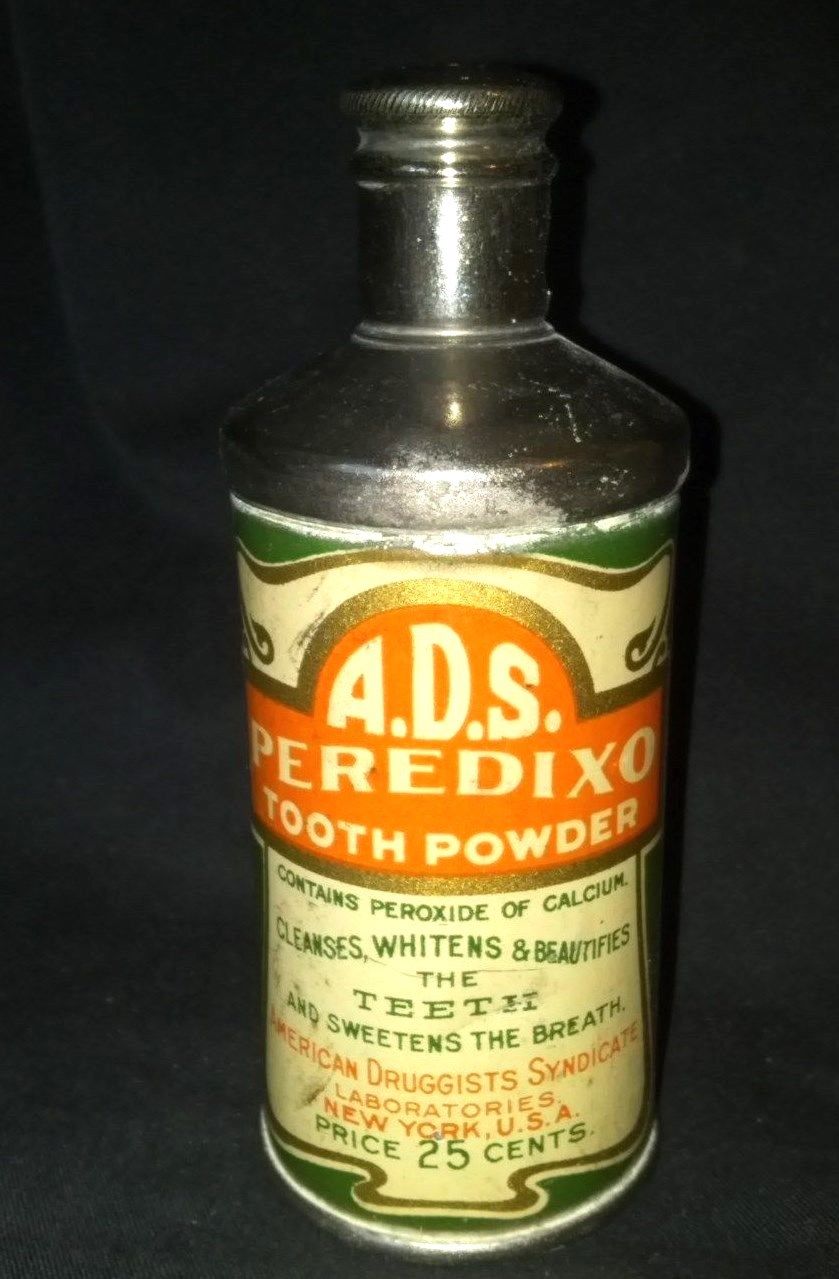 A.D.S.
PEREDIXO
TOOTH POWDER
CONTAINS PEROXIDE OF CALCIUM.
CLEANSES, WHITENS & BEAUTIFIES
THE
TEETH
AND SWEETENS THE BREATH.
AMERICAN DRUGGISTS SYNDICATE
LABORATORIES.
NEW YORK, U.S.A.
PRICE 25 CENTS.